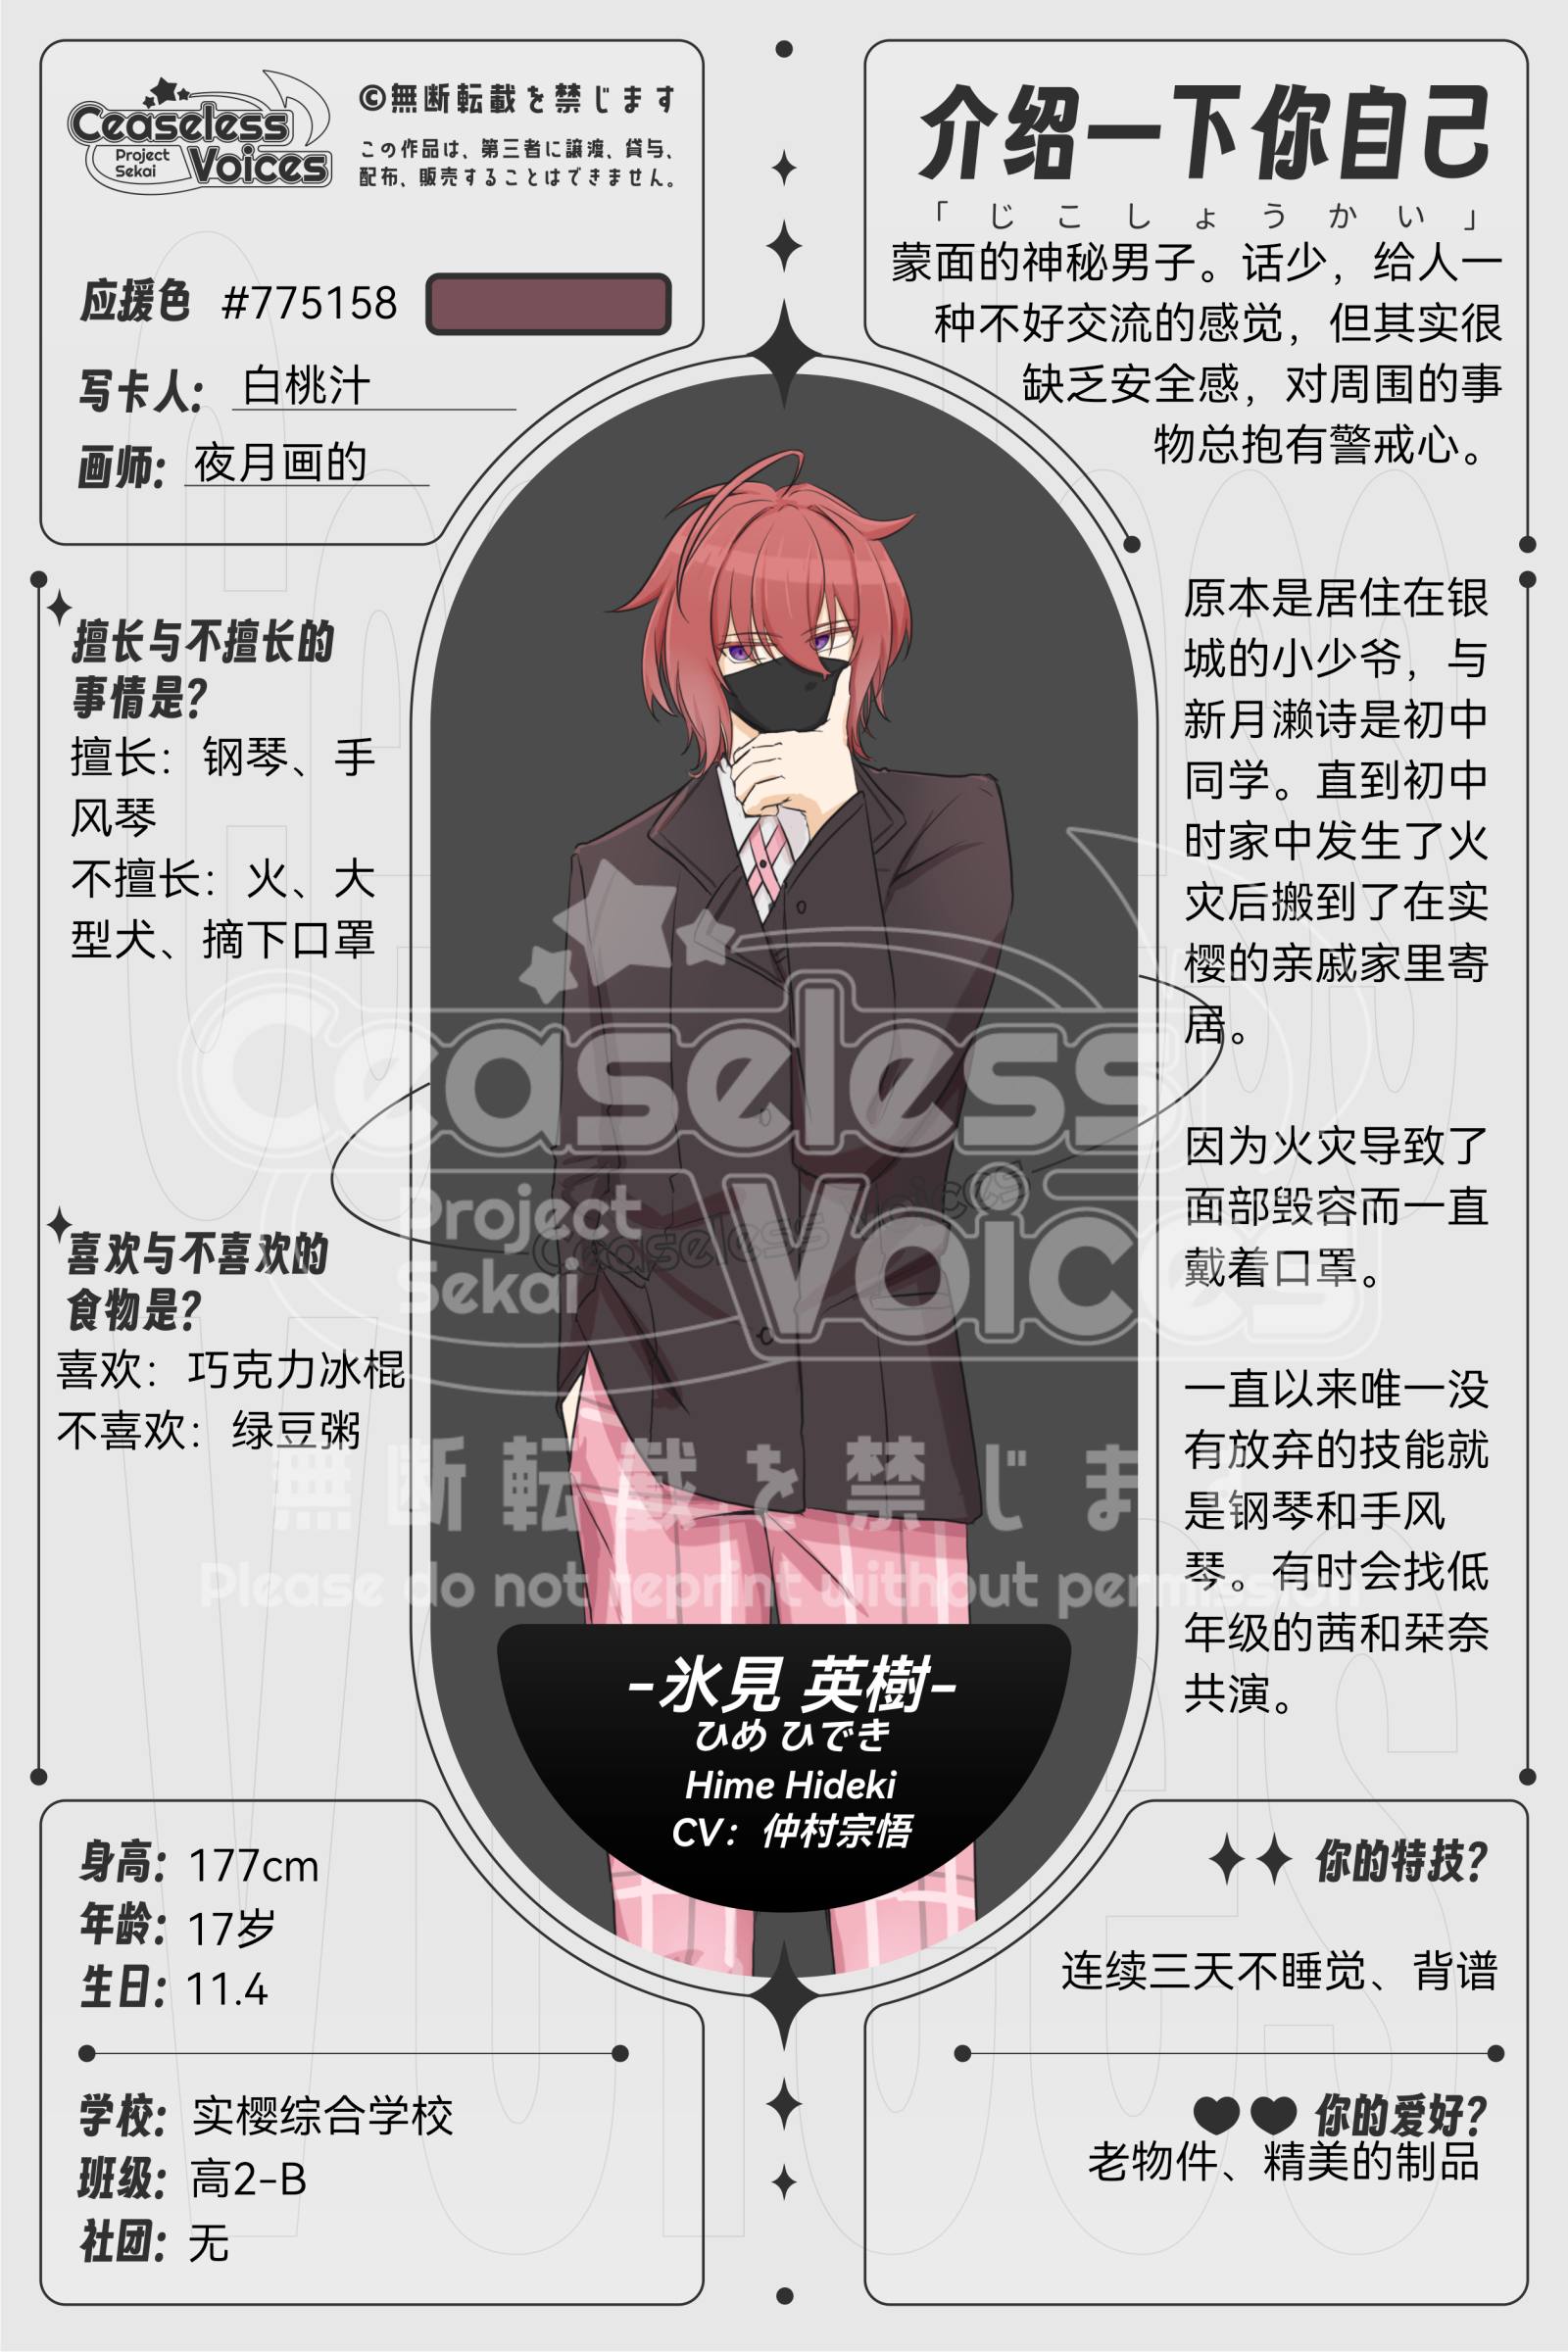 Ceaseless
Project
Sekai
Voices
©無断転載を禁じます
この作品は、第三者に譲渡、貸与、
配布、販売することはできません。
应援色 #775158
写卡人: 白桃汁
画师: 夜月画的
介绍一下你自己
「じこしょうかい」
蒙面的神秘男子。话少，给人一
种不好交流的感觉，但其实很
缺乏安全感，对周围的事
物总抱有警戒心。
擅长与不擅长的
事情是?
擅长：钢琴、手
风琴
不擅长：火、大
型犬、摘下口罩
喜欢与不喜欢的
食物是?
喜欢：巧克力冰棍
不喜欢：绿豆粥
原本是居住在银
城的小少爷，与
新月濑诗是初中
同学。直到初中
时家中发生了火
灾后搬到了在实
樱的亲戚家里寄
居。
因为火灾导致了
面部毁容而一直
戴着口罩。
一直以来唯一没
有放弃的技能就
是钢琴和手风
琴。有时会找低
年级的茜和栞奈
共演。
Ceaseless
Project
Sekai
Voices
Ceaseless Voices
無断転載を禁じます
Please do not reprint without permission
-氷見 英樹-
ひめ ひでき
Hime Hideki
CV：仲村宗悟
身高: 177cm
年龄: 17岁
生日: 11.4
学校: 实樱综合学校
班级: 高2-B
社团: 无
你的特技?
连续三天不睡觉、背谱
你的爱好?
老物件、精美的制品